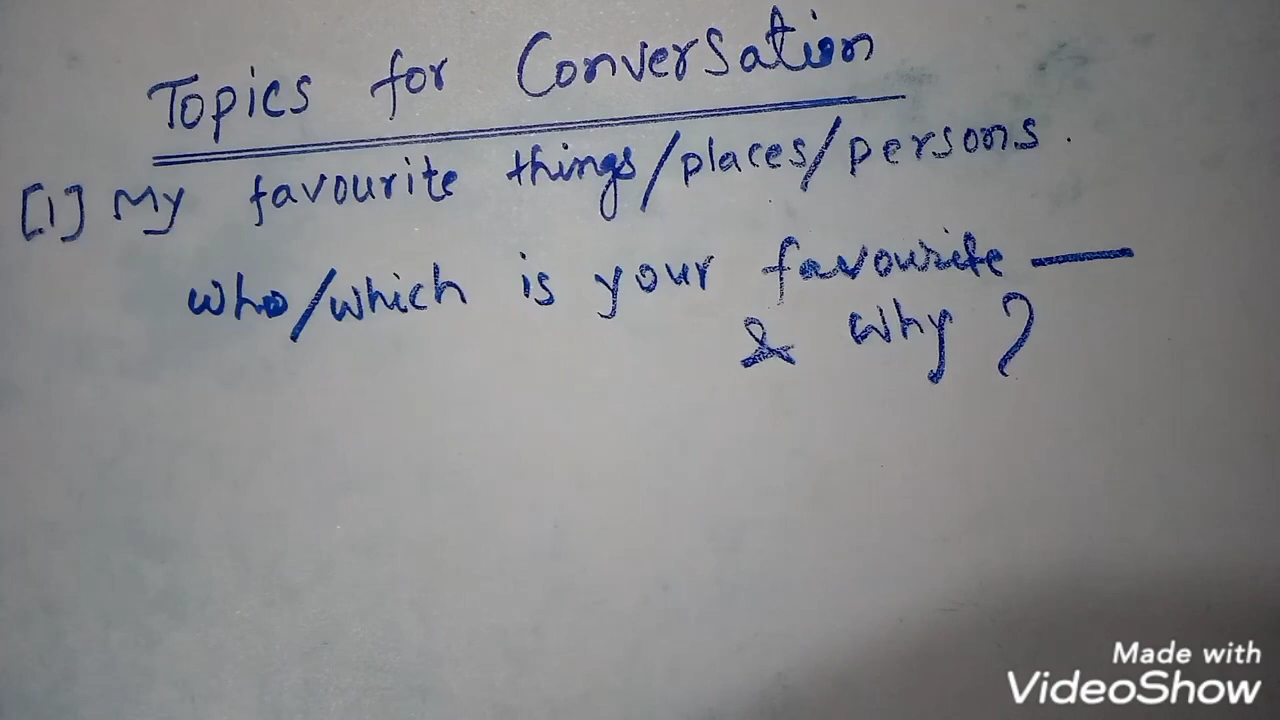 Topics for Conversation
[1] My favourite things/places/persons.
who/which is your favourite —
& why?
Made with
VideoShow